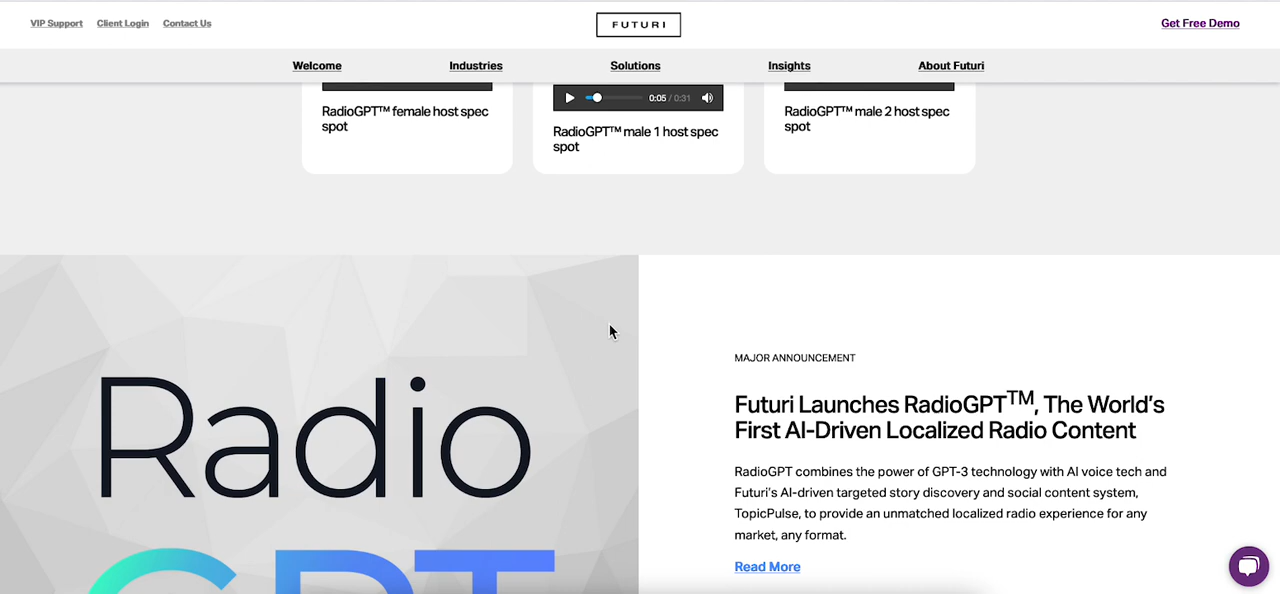 VIP Support Client Login Contact Us
FUTURI
Get Free Demo
Welcome Industries Solutions Insights About Futuri
RadioGPT™ female host spec
spot
0:05 / 0:31
RadioGPT™ male 1 host spec
spot
RadioGPT™ male 2 host spec
spot
Radio
GPT
MAJOR ANNOUNCEMENT
Futuri Launches RadioGPT™, The World’s
First AI-Driven Localized Radio Content
RadioGPT combines the power of GPT-3 technology with AI voice tech and
Futuri’s AI-driven targeted story discovery and social content system,
TopicPulse, to provide an unmatched localized radio experience for any
market, any format.
Read More